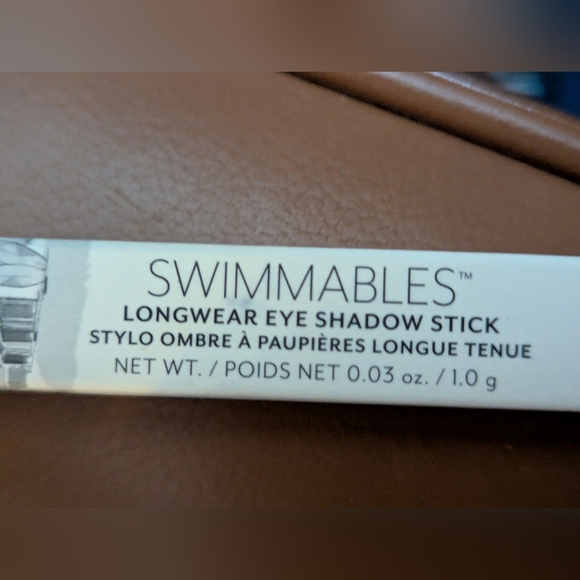 SWIMMABLES™
LONGWEAR EYE SHADOW STICK
STYLO OMBRE À PAUPIÈRES LONGUE TENUE
NET WT. / POIDS NET 0.03 oz. / 1.0 g